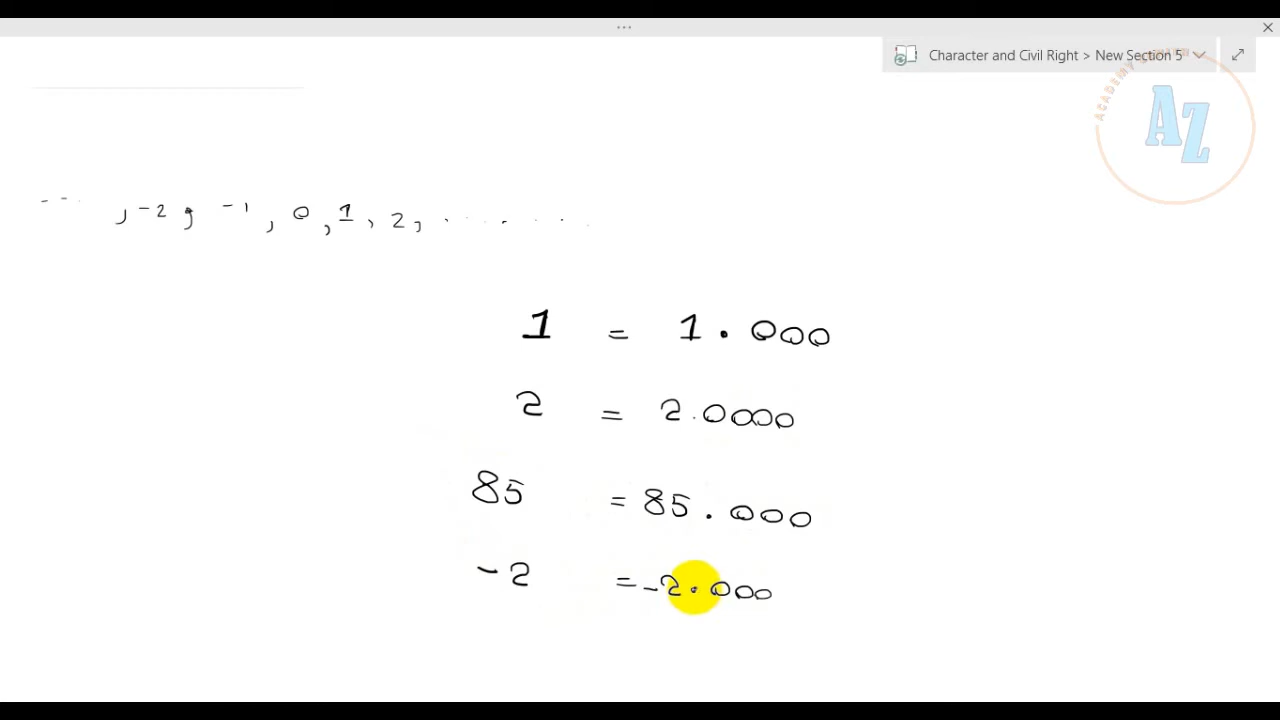 Character and Civil Right > New Section 5
ACADEMY
AZ
---- , -2 , -1 , 0 , 1 , 2 , .......
1 = 1.000
2 = 2.0000
85 = 85.000
-2 = -2.000